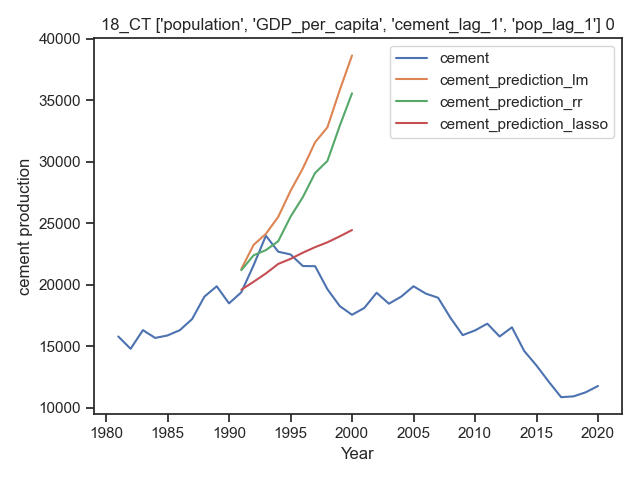 18_CT ['population', 'GDP_per_capita', 'cement_lag_1', 'pop_lag_1'] 0
cement
cement_prediction_lm
cement_prediction_rr
cement_prediction_lasso
cement production
40000
35000
30000
25000
20000
15000
10000
1980 1985 1990 1995 2000 2005 2010 2015 2020
Year